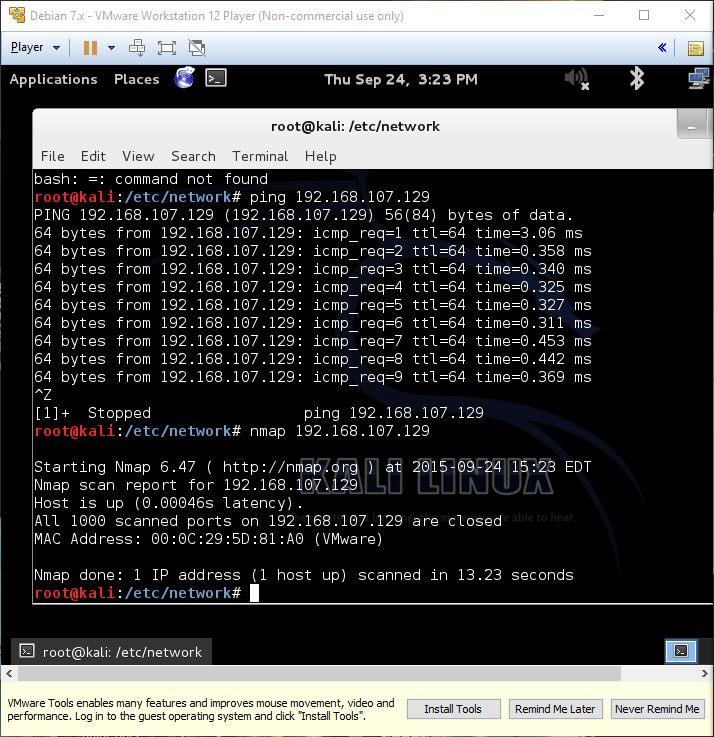 Debian 7.x - VMware Workstation 12 Player (Non-commercial use only)
Player
Applications Places Thu Sep 24, 3:23 PM
root@kali: /etc/network
File Edit View Search Terminal Help
bash: =: command not found
root@kali:/etc/network# ping 192.168.107.129
PING 192.168.107.129 (192.168.107.129) 56(84) bytes of data.
64 bytes from 192.168.107.129: icmp_req=1 ttl=64 time=3.06 ms
64 bytes from 192.168.107.129: icmp_req=2 ttl=64 time=0.358 ms
64 bytes from 192.168.107.129: icmp_req=3 ttl=64 time=0.340 ms
64 bytes from 192.168.107.129: icmp_req=4 ttl=64 time=0.325 ms
64 bytes from 192.168.107.129: icmp_req=5 ttl=64 time=0.327 ms
64 bytes from 192.168.107.129: icmp_req=6 ttl=64 time=0.311 ms
64 bytes from 192.168.107.129: icmp_req=7 ttl=64 time=0.453 ms
64 bytes from 192.168.107.129: icmp_req=8 ttl=64 time=0.442 ms
64 bytes from 192.168.107.129: icmp_req=9 ttl=64 time=0.369 ms
^Z
[1]+  Stopped                 ping 192.168.107.129
root@kali:/etc/network# nmap 192.168.107.129
Starting Nmap 6.47 ( http://nmap.org ) at 2015-09-24 15:23 EDT
Nmap scan report for 192.168.107.129
KALI LINUX
Host is up (0.00046s latency).
All 1000 scanned ports on 192.168.107.129 are closed
able to hear.
MAC Address: 00:0C:29:5D:81:A0 (VMware)
Nmap done: 1 IP address (1 host up) scanned in 13.23 seconds
root@kali:/etc/network#
root@kali: /etc/network
VMware Tools enables many features and improves mouse movement, video and
performance. Log in to the guest operating system and click "Install Tools".
Install Tools
Remind Me Later
Never Remind Me